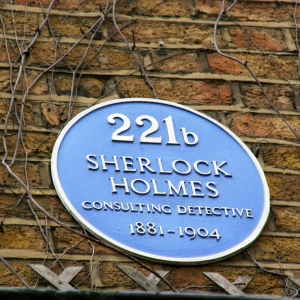 221b
SHERLOCK
HOLMES
CONSULTING DETECTIVE
1881-1904